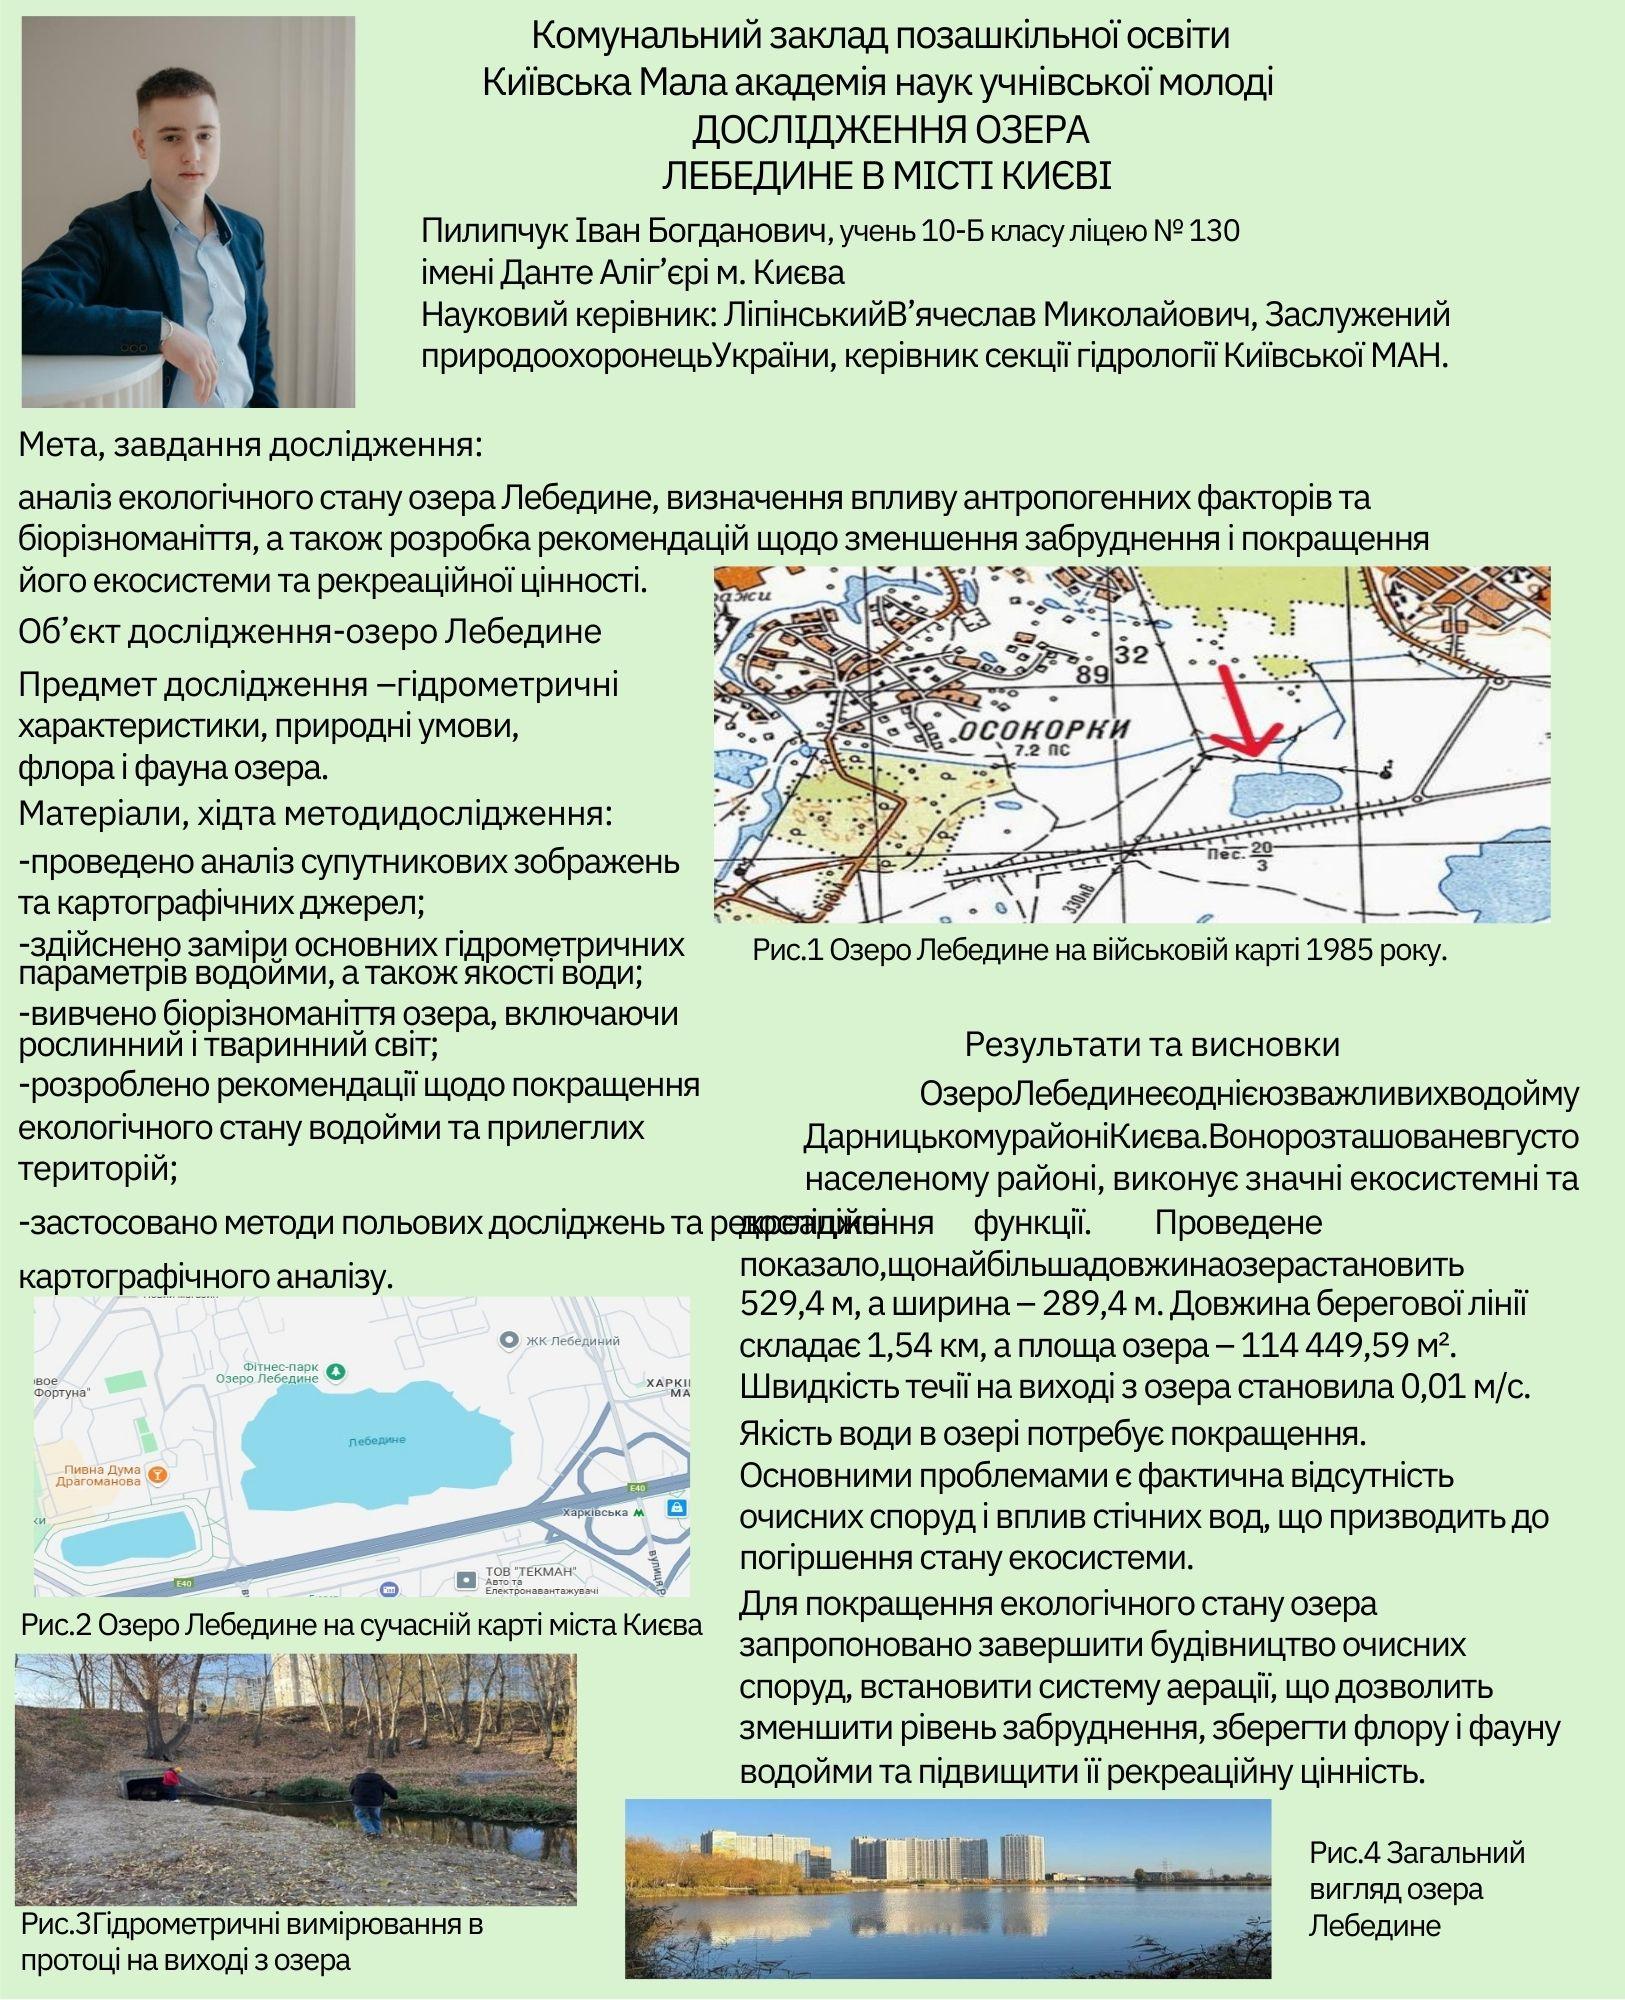 Комунальний заклад позашкільної освіти
Київська Мала академія наук учнівської молоді
ДОСЛІДЖЕННЯ ОЗЕРА
ЛЕБЕДИНЕ В МІСТІ КИЄВІ
Пилипчук Іван Богданович, учень 10-Б класу ліцею № 130
імені Данте Аліг’єрі м. Києва
Науковий керівник: ЛіпінськийВ’ячеслав Миколайович, Заслужений
природоохоронецьУкраїни, керівник секції гідрології Київської МАН.
Мета, завдання дослідження:
аналіз екологічного стану озера Лебедине, визначення впливу антропогенних факторів та
біорізноманіття, а також розробка рекомендацій щодо зменшення забруднення і покращення
його екосистеми та рекреаційної цінності.
Об’єкт дослідження-озеро Лебедине
Предмет дослідження –гідрометричні
характеристики, природні умови,
флора і фауна озера.
Матеріали, хідта методидослідження:
-проведено аналіз супутникових зображень
та картографічних джерел;
-здійснено заміри основних гідрометричних
параметрів водойми, а також якості води;
-вивчено біорізноманіття озера, включаючи
рослинний і тваринний світ;
-розроблено рекомендації щодо покращення
екологічного стану водойми та прилеглих
територій;
-застосовано методи польових досліджень та
картографічного аналізу.
ажи
32
89
ОСОКОРКИ
7.2 ПС
Пес. 20
3
330кВ
6(8)А
Рис.1 Озеро Лебедине на військовій карті 1985 року.
Результати та висновки
ОзероЛебединеєоднієюзважливихводойму
ДарницькомурайоніКиєва.Вонорозташованевгусто
населеному районі, виконує значні екосистемні та
рекреаційні функції. Проведене дослідження
показало,щонайбільшадовжинаозерастановить
529,4 м, а ширина – 289,4 м. Довжина берегової лінії
складає 1,54 км, а площа озера – 114 449,59 м².
Швидкість течії на виході з озера становила 0,01 м/с.
Якість води в озері потребує покращення.
Основними проблемами є фактична відсутність
очисних споруд і вплив стічних вод, що призводить до
погіршення стану екосистеми.
Для покращення екологічного стану озера
запропоновано завершити будівництво очисних
споруд, встановити систему аерації, що дозволить
зменшити рівень забруднення, зберегти флору і фауну
водойми та підвищити її рекреаційну цінність.
ЖК Лебединий
Фітнес-парк
Озеро Лебедине
вое
Фортуна"
ХАРКІ
МА
Лебедине
Пивна Дума
Драгоманова
E40
Харківська
ки
ТОВ "ТЕКМАН"
Авто та
Електронавантажувачі
E40
вулиця Р
Рис.2 Озеро Лебедине на сучасній карті міста Києва
Рис.3Гідрометричні вимірювання в
протоці на виході з озера
Рис.4 Загальний
вигляд озера
Лебедине